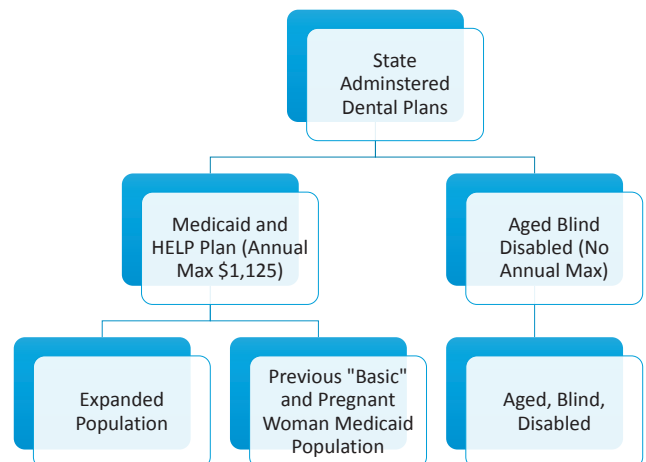 State
Adminstered
Dental Plans
Medicaid and
HELP Plan (Annual
Max $1,125)
Aged Blind
Disabled (No
Annual Max)
Expanded
Population
Previous "Basic"
and Pregnant
Woman Medicaid
Population
Aged, Blind,
Disabled